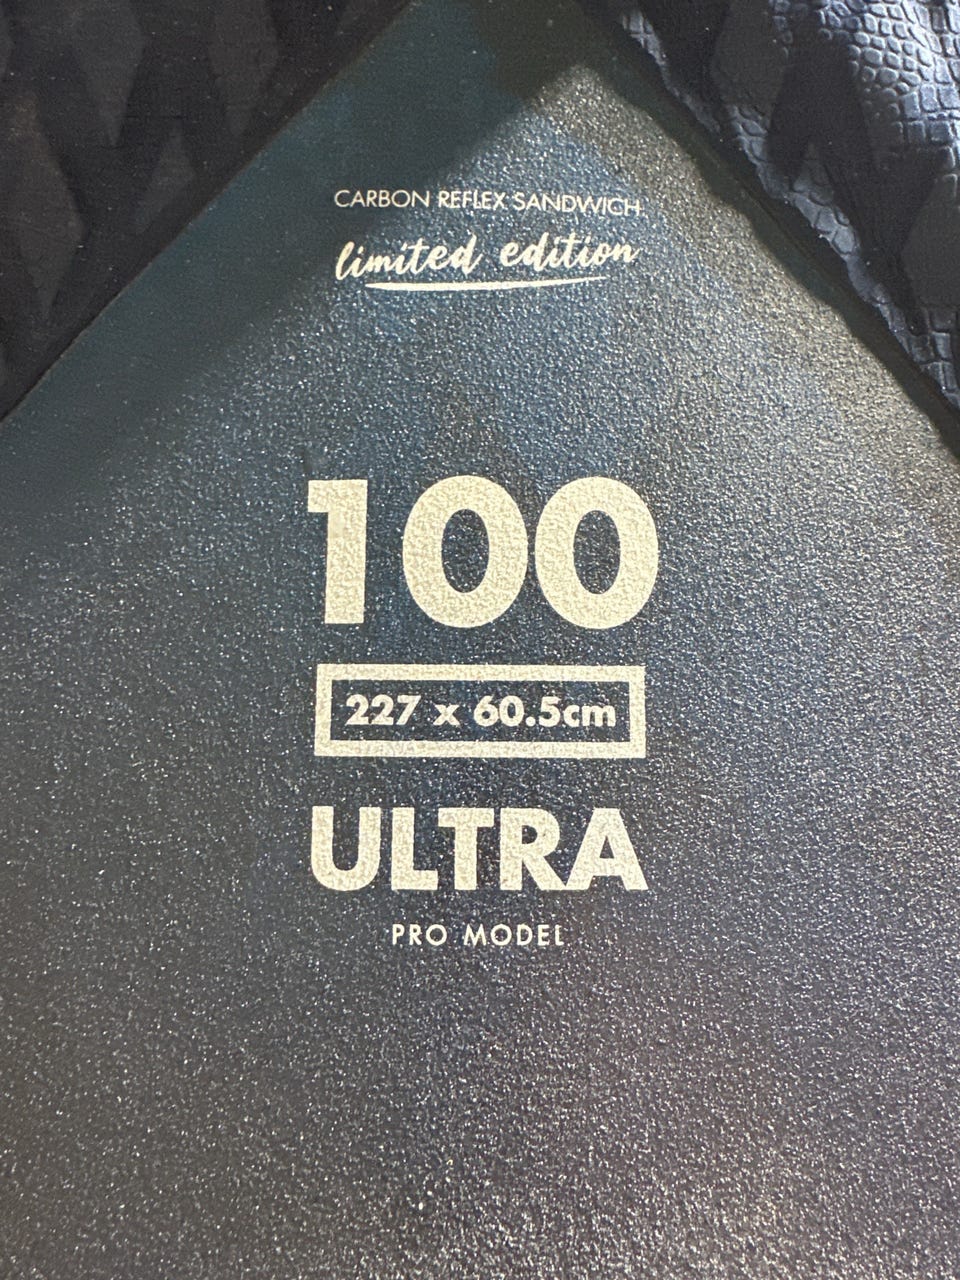 CARBON REFLEX SANDWICH
limited edition
100
227 x 60.5cm
ULTRA
PRO MODEL